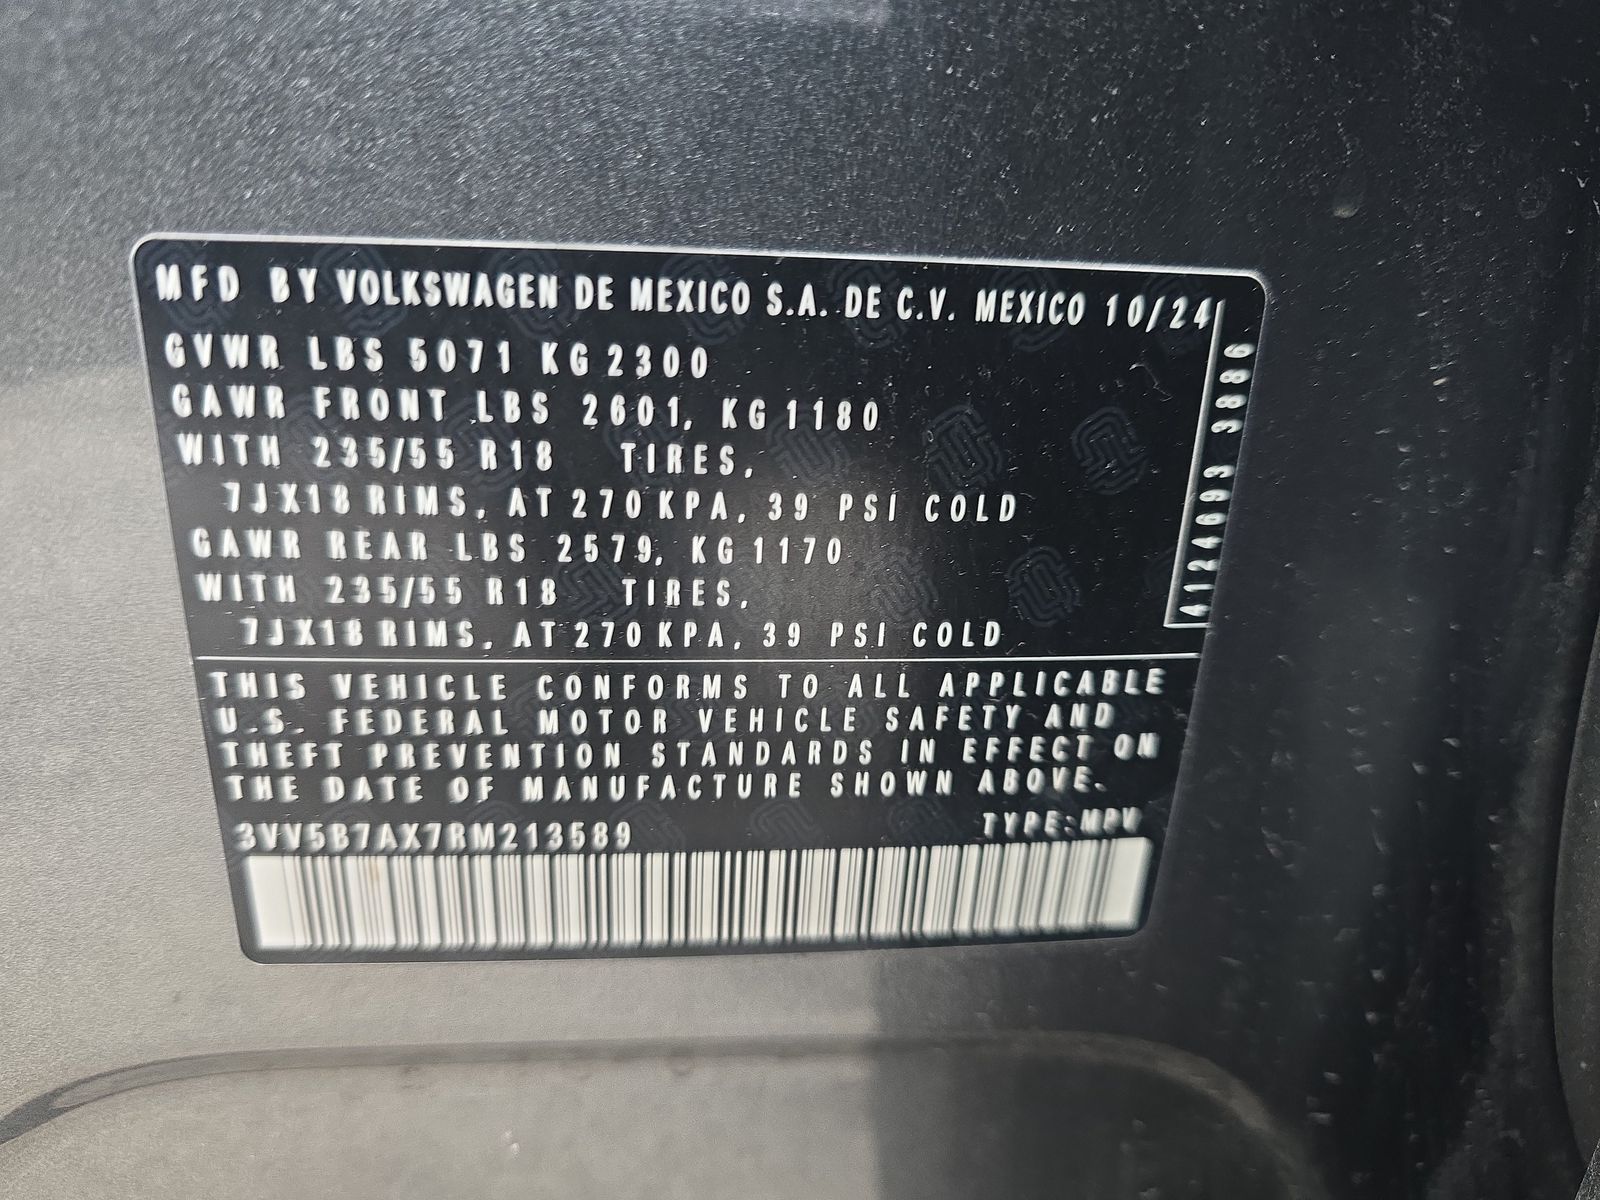 MFD BY VOLKSWAGEN DE MEXICO S.A. DE C.V. MEXICO 10/24
GVWR LBS 5071 KG 2300
GAWR FRONT LBS 2601, KG 1180
WITH 235/55 R18 TIRES,
7JX18 RIMS, AT 270 KPA, 39 PSI COLD
GAWR REAR LBS 2579, KG 1170
WITH 235/55 R18 TIRES,
7JX18 RIMS, AT 270 KPA, 39 PSI COLD
4124693 3886
THIS VEHICLE CONFORMS TO ALL APPLICABLE
U.S. FEDERAL MOTOR VEHICLE SAFETY AND
THEFT PREVENTION STANDARDS IN EFFECT ON
THE DATE OF MANUFACTURE SHOWN ABOVE.
3VV5B7AX7RM213589 TYPE:MPV